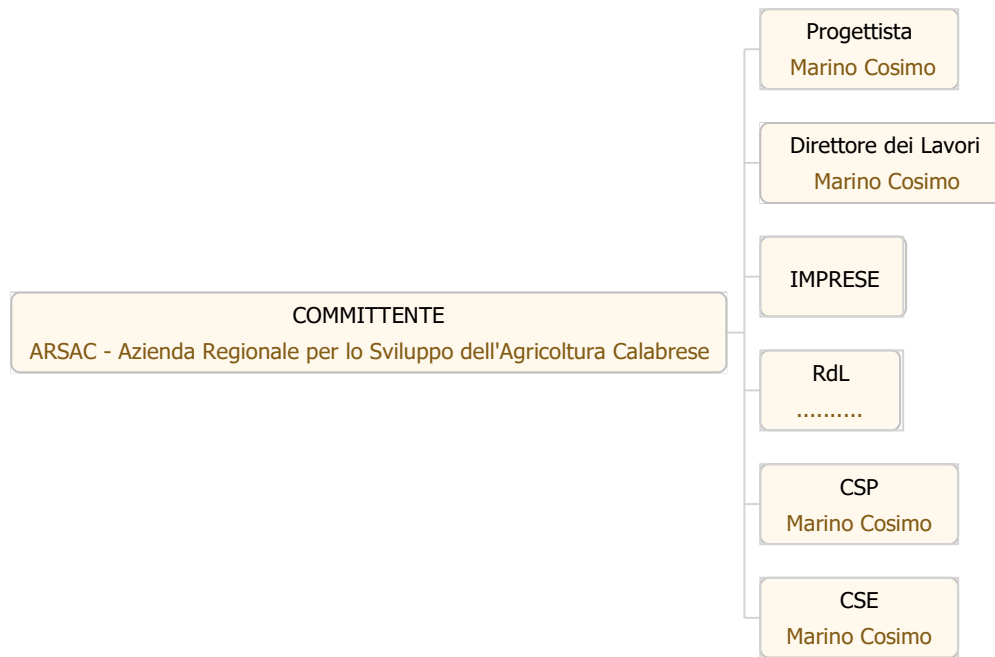 Progettista
Marino Cosimo
Direttore dei Lavori
Marino Cosimo
IMPRESE
COMMITTENTE
ARSAC - Azienda Regionale per lo Sviluppo dell'Agricoltura Calabrese
RdL
..........
CSP
Marino Cosimo
CSE
Marino Cosimo